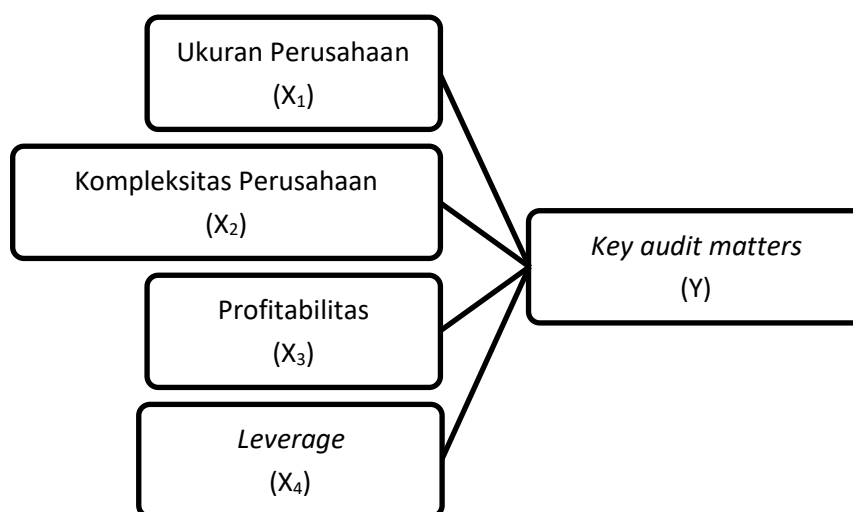 Ukuran Perusahaan
(X₁)
Kompleksitas Perusahaan
(X₂)
Profitabilitas
(X₃)
Leverage
(X₄)
Key audit matters
(Y)